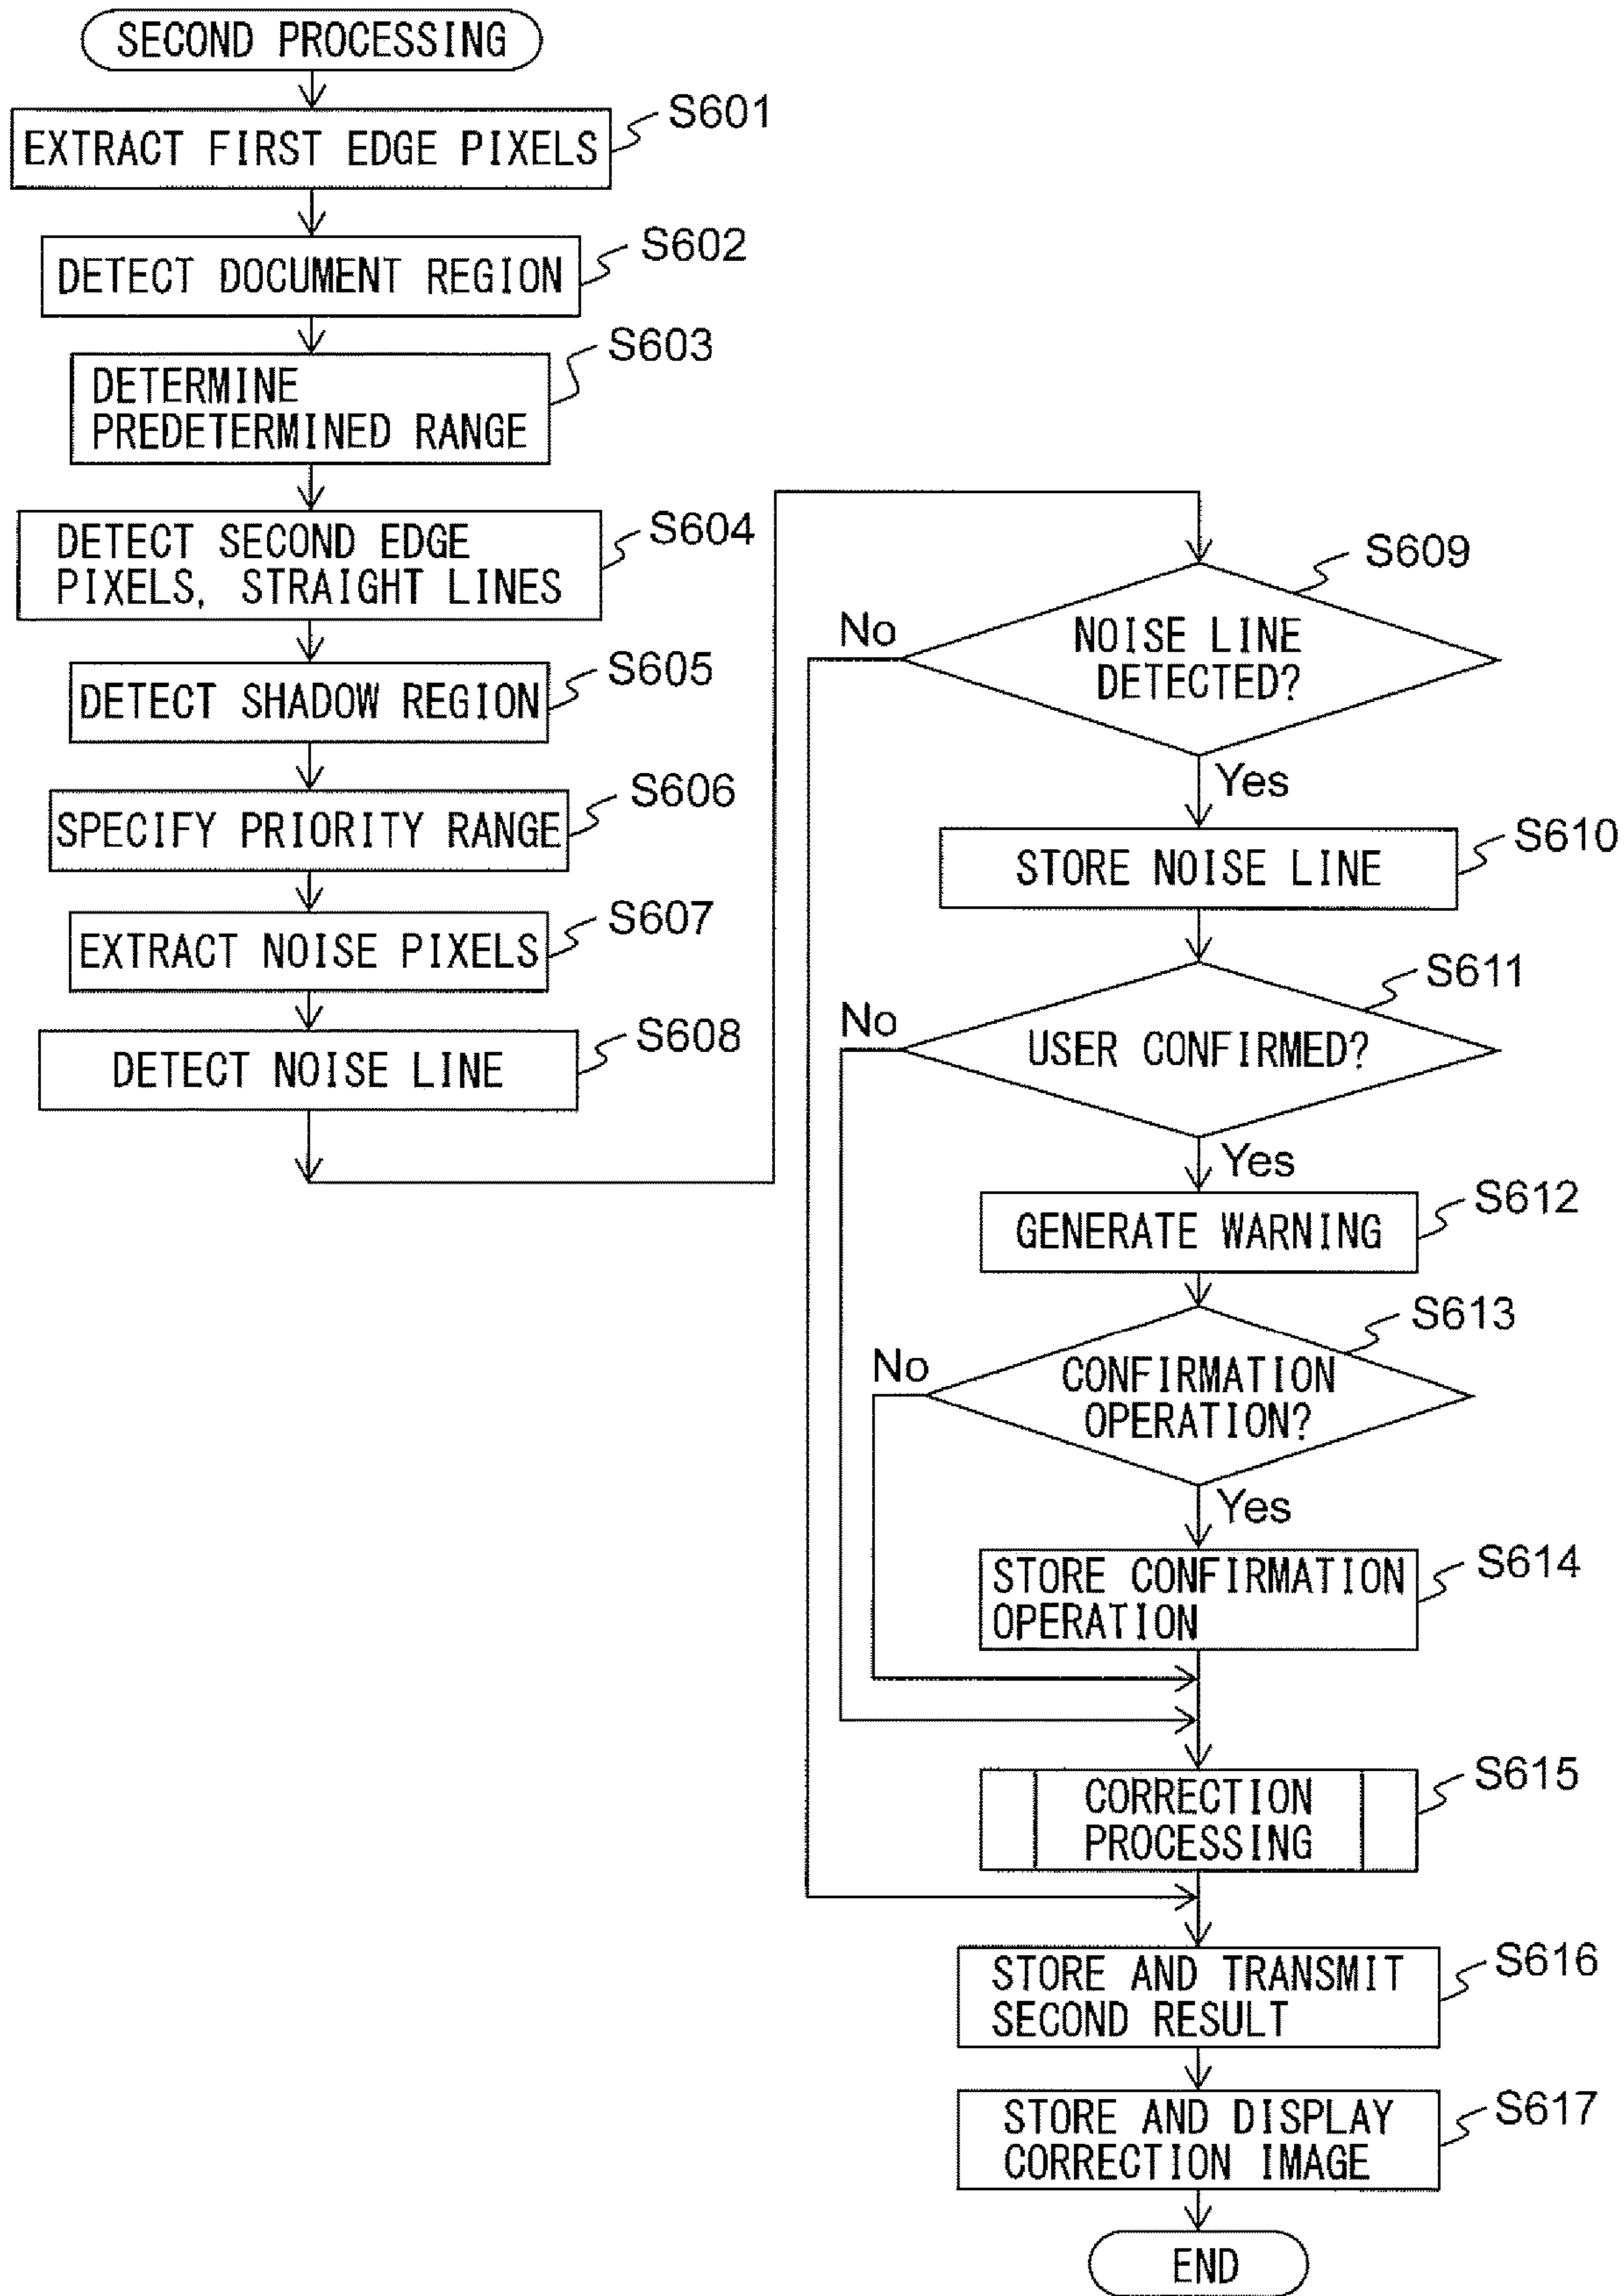 SECOND PROCESSING
EXTRACT FIRST EDGE PIXELS
S601
DETECT DOCUMENT REGION
S602
DETERMINE
PREDETERMINED RANGE
S603
DETECT SECOND EDGE
PIXELS, STRAIGHT LINES
S604
DETECT SHADOW REGION
S605
SPECIFY PRIORITY RANGE
S606
EXTRACT NOISE PIXELS
S607
DETECT NOISE LINE
S608
NOISE LINE
DETECTED?
S609
No
Yes
STORE NOISE LINE
S610
USER CONFIRMED?
S611
No
Yes
GENERATE WARNING
S612
CONFIRMATION
OPERATION?
S613
No
Yes
STORE CONFIRMATION
OPERATION
S614
CORRECTION
PROCESSING
S615
STORE AND TRANSMIT
SECOND RESULT
S616
STORE AND DISPLAY
CORRECTION IMAGE
S617
END